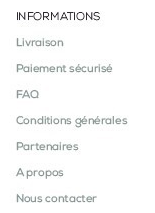 INFORMATIONS
Livraison
Paiement sécurisé
FAQ
Conditions générales
Partenaires
A propos
Nous contacter